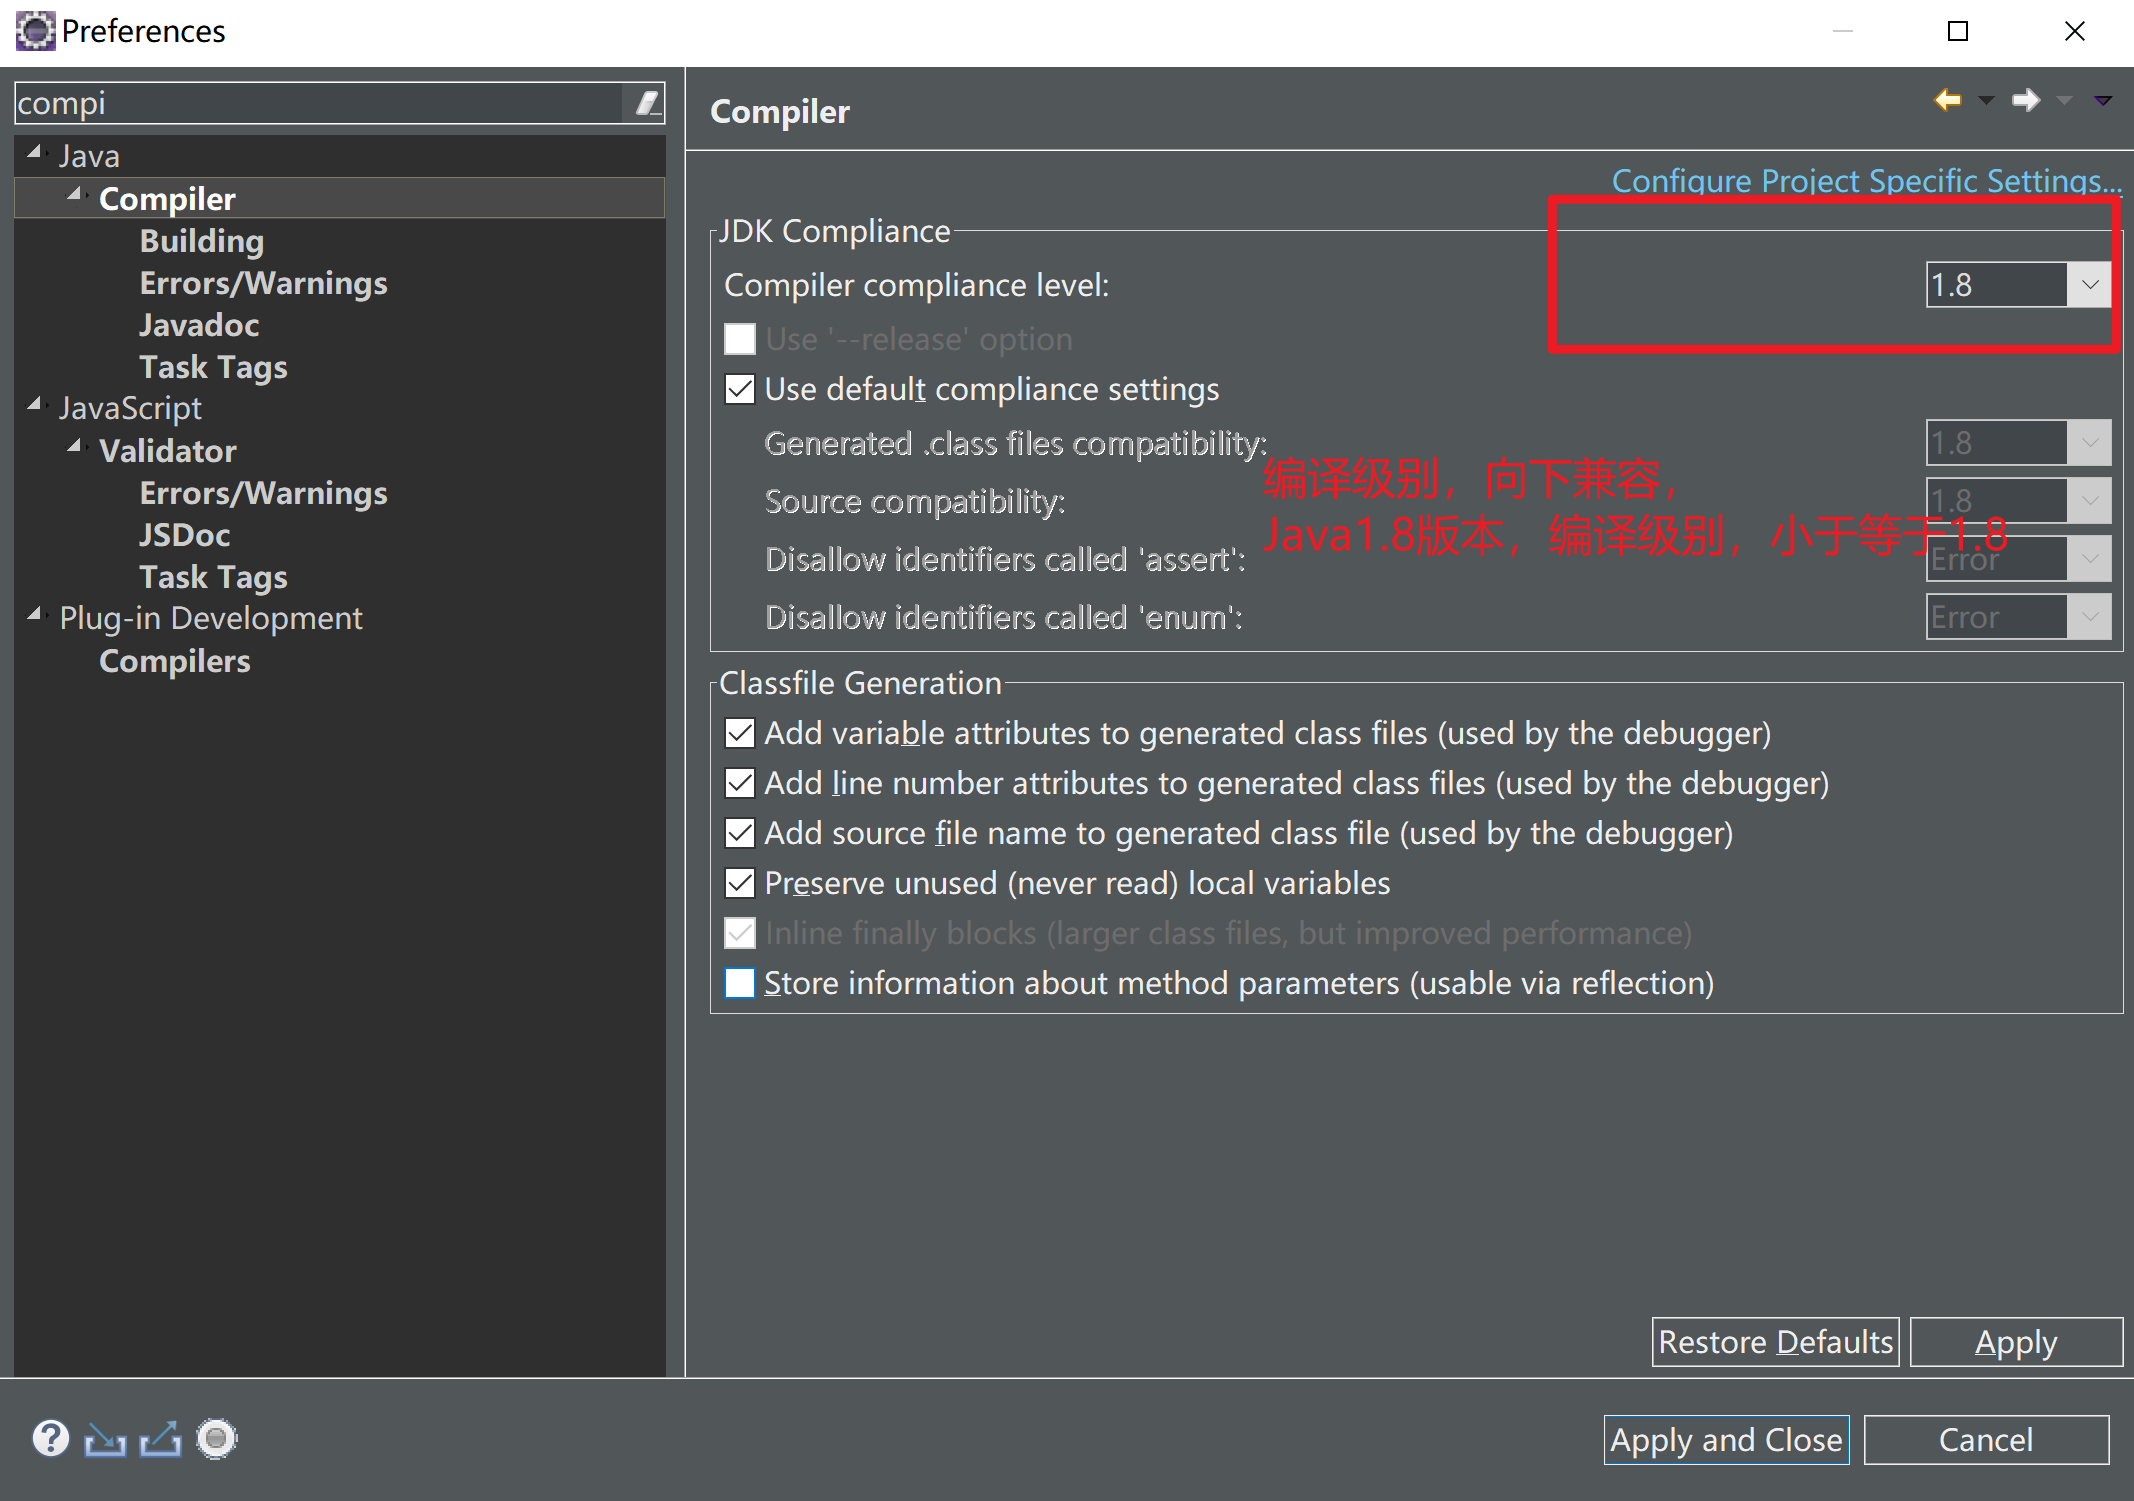 Preferences
compi
Java
Compiler
Building
Errors/Warnings
Javadoc
Task Tags
JavaScript
Validator
Errors/Warnings
JSDoc
Task Tags
Plug-in Development
Compilers
Compiler
Configure Project Specific Settings...
JDK Compliance
Compiler compliance level:
1.8
Use '--release' option
Use default compliance settings
Generated .class files compatibility:
1.8
编译级别，向下兼容，
Source compatibility:
1.8
Java1.8版本，编译级别，小于等于1.8
Disallow identifiers called 'assert':
Error
Disallow identifiers called 'enum':
Error
Classfile Generation
Add variable attributes to generated class files (used by the debugger)
Add line number attributes to generated class files (used by the debugger)
Add source file name to generated class file (used by the debugger)
Preserve unused (never read) local variables
Inline finally blocks (larger class files, but improved performance)
Store information about method parameters (usable via reflection)
Restore Defaults
Apply
Apply and Close
Cancel